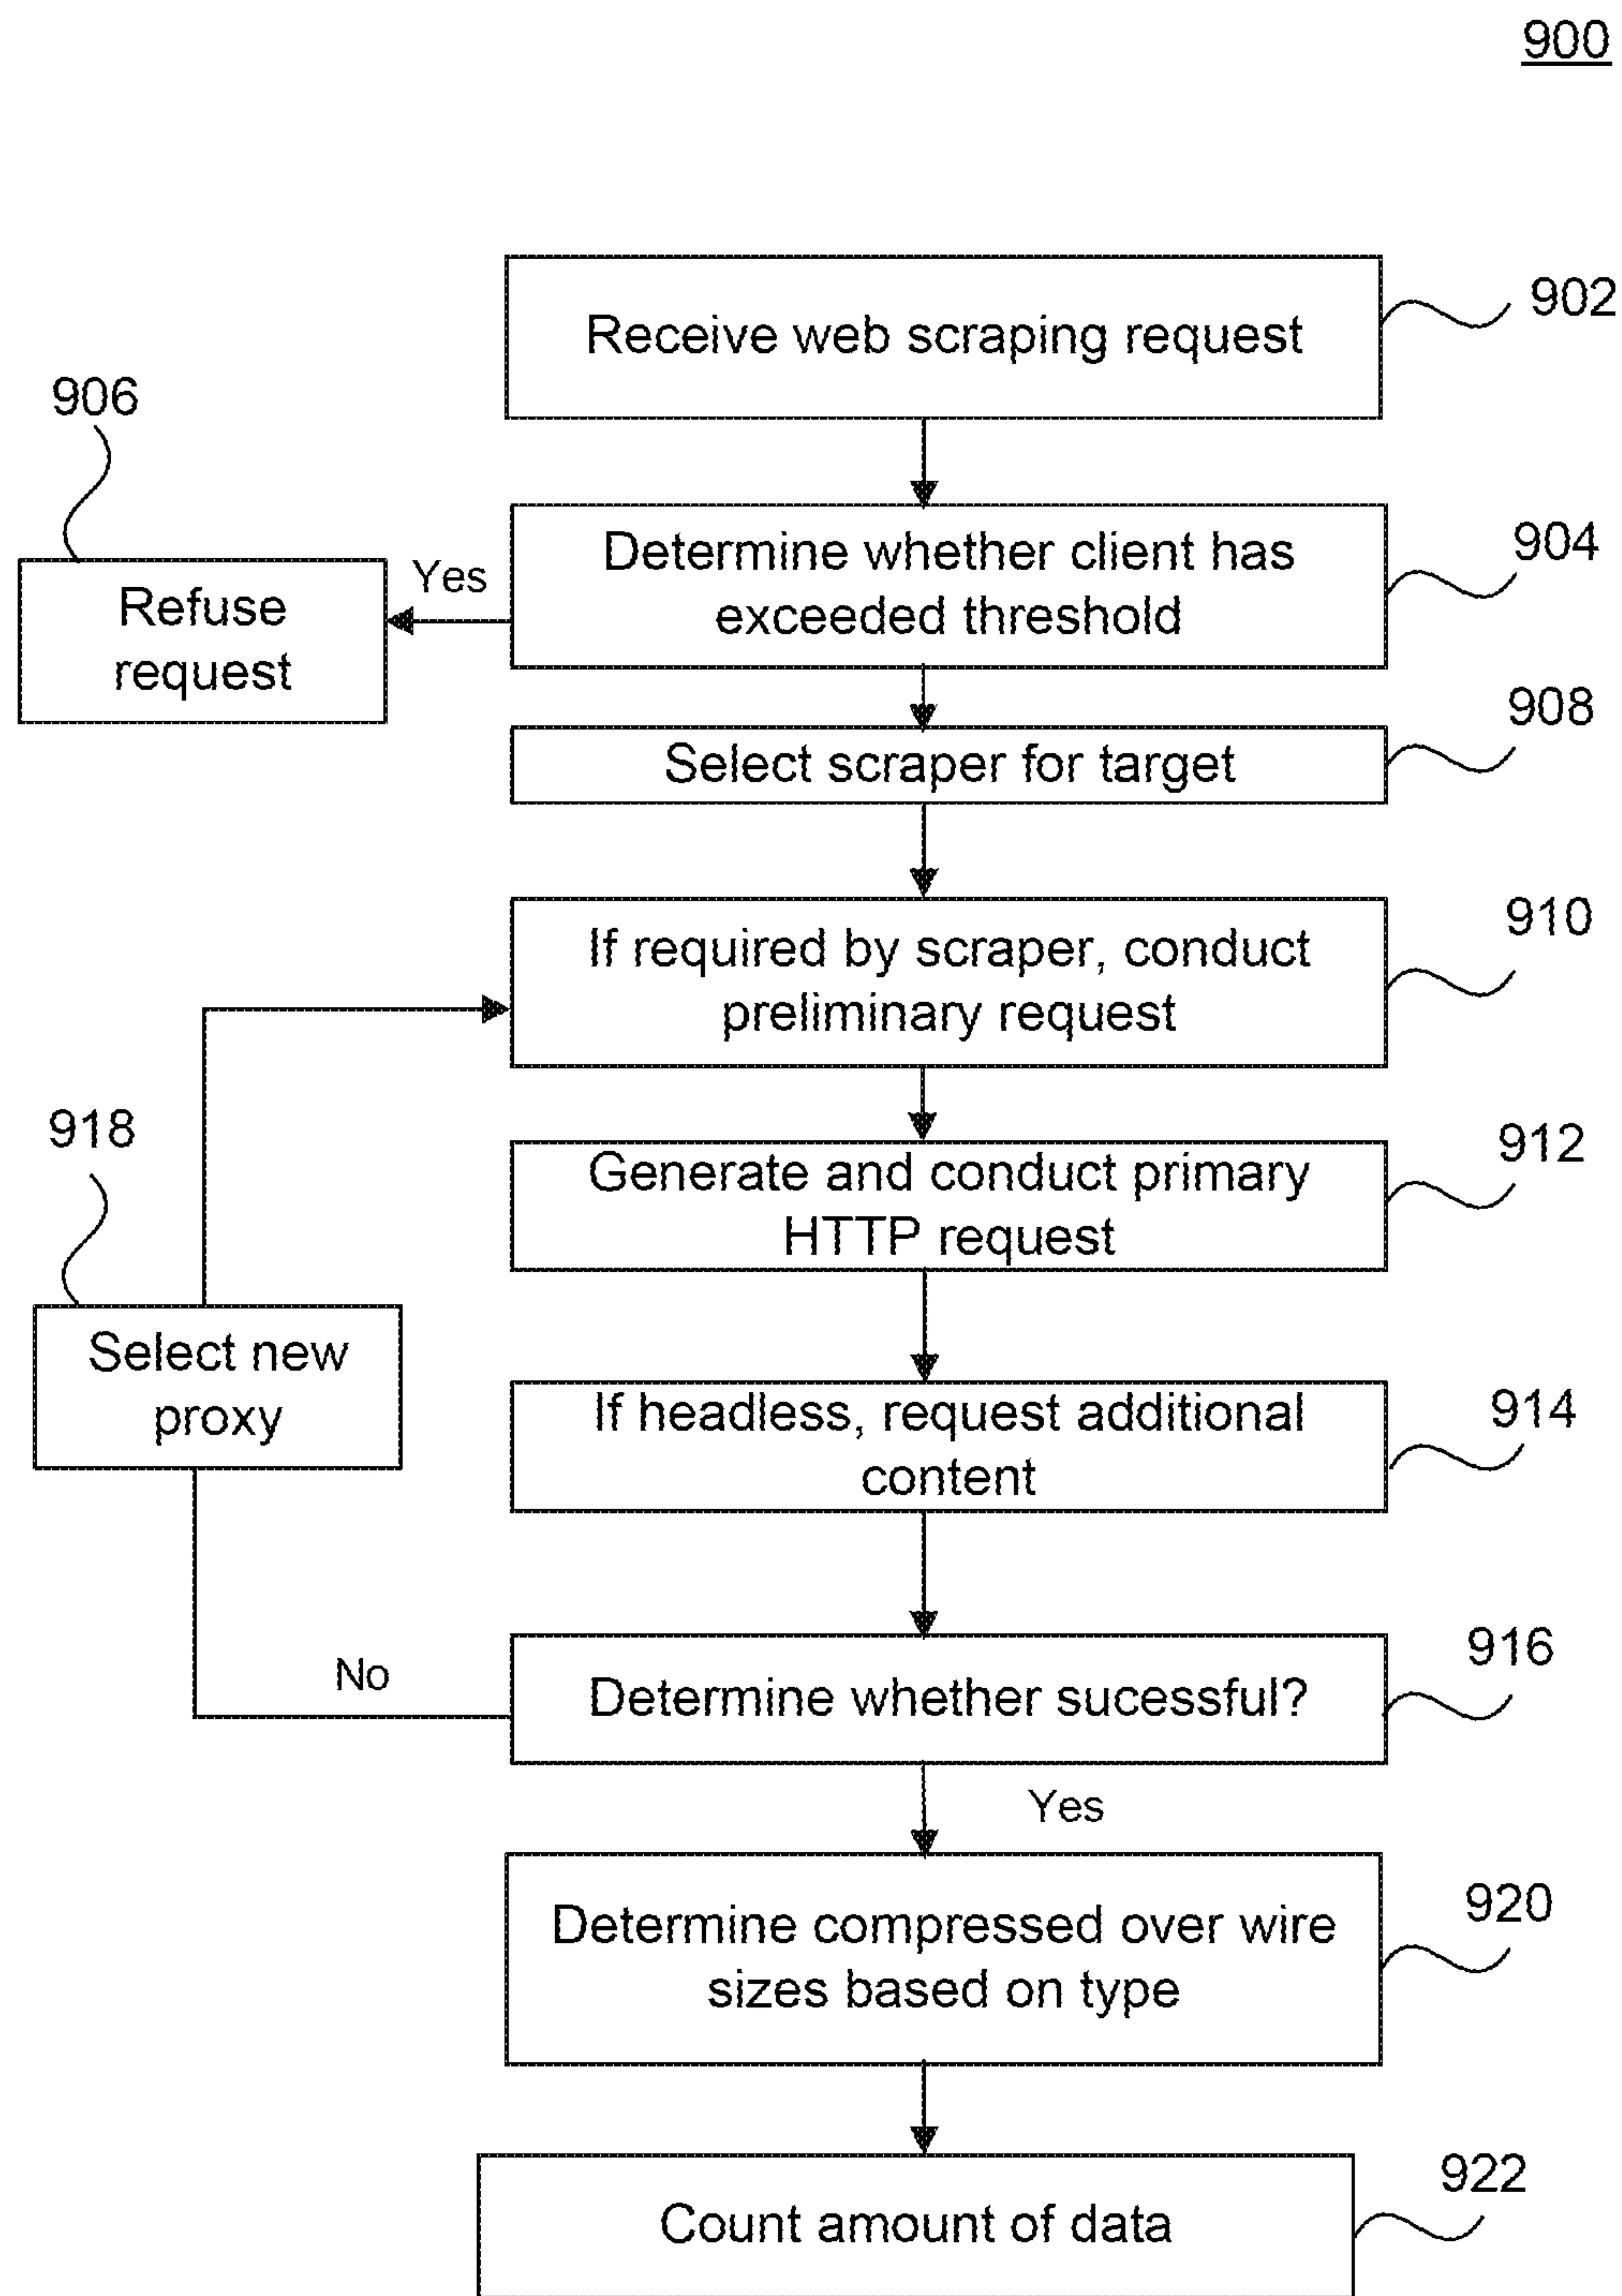 900
Receive web scraping request
902
906
Determine whether client has
exceeded threshold
904
Yes
Refuse
request
908
Select scraper for target
910
If required by scraper, conduct
preliminary request
918
912
Generate and conduct primary
HTTP request
Select new
proxy
If headless, request additional
content
914
916
No
Determine whether sucessful?
Yes
920
Determine compressed over wire
sizes based on type
922
Count amount of data